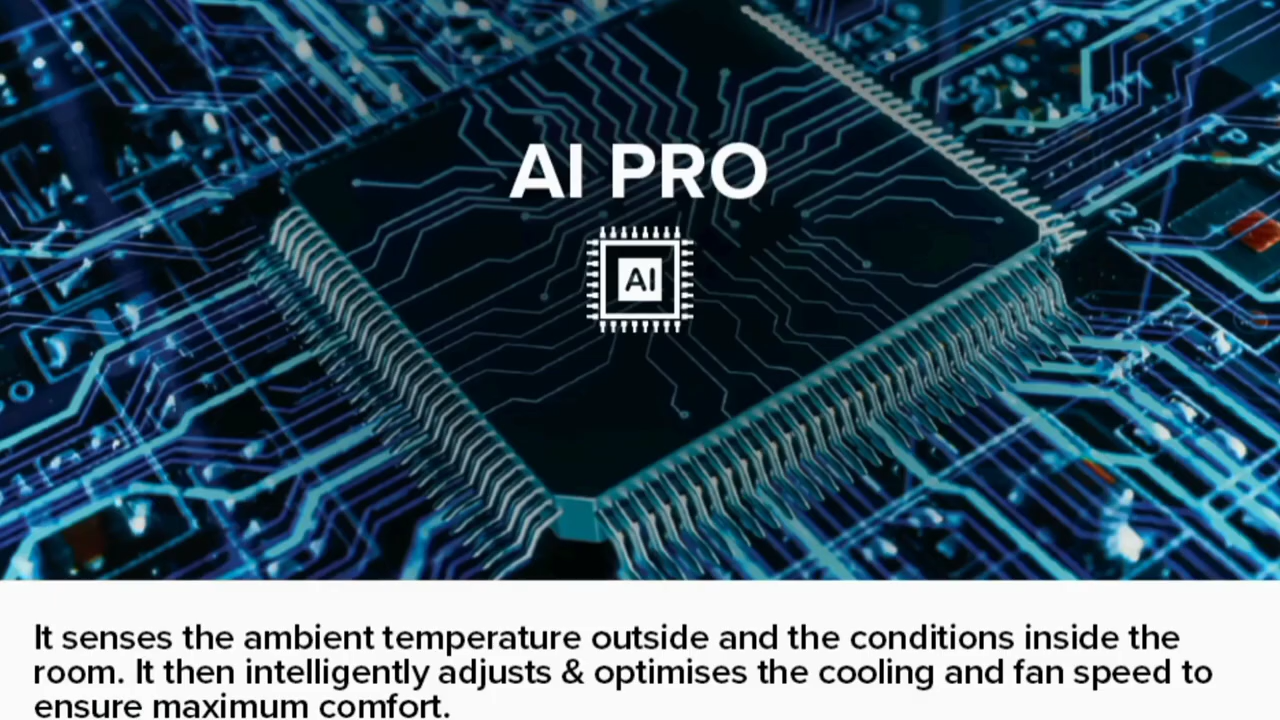 AI PRO
AI
It senses the ambient temperature outside and the conditions inside the
room. It then intelligently adjusts & optimises the cooling and fan speed to
ensure maximum comfort.